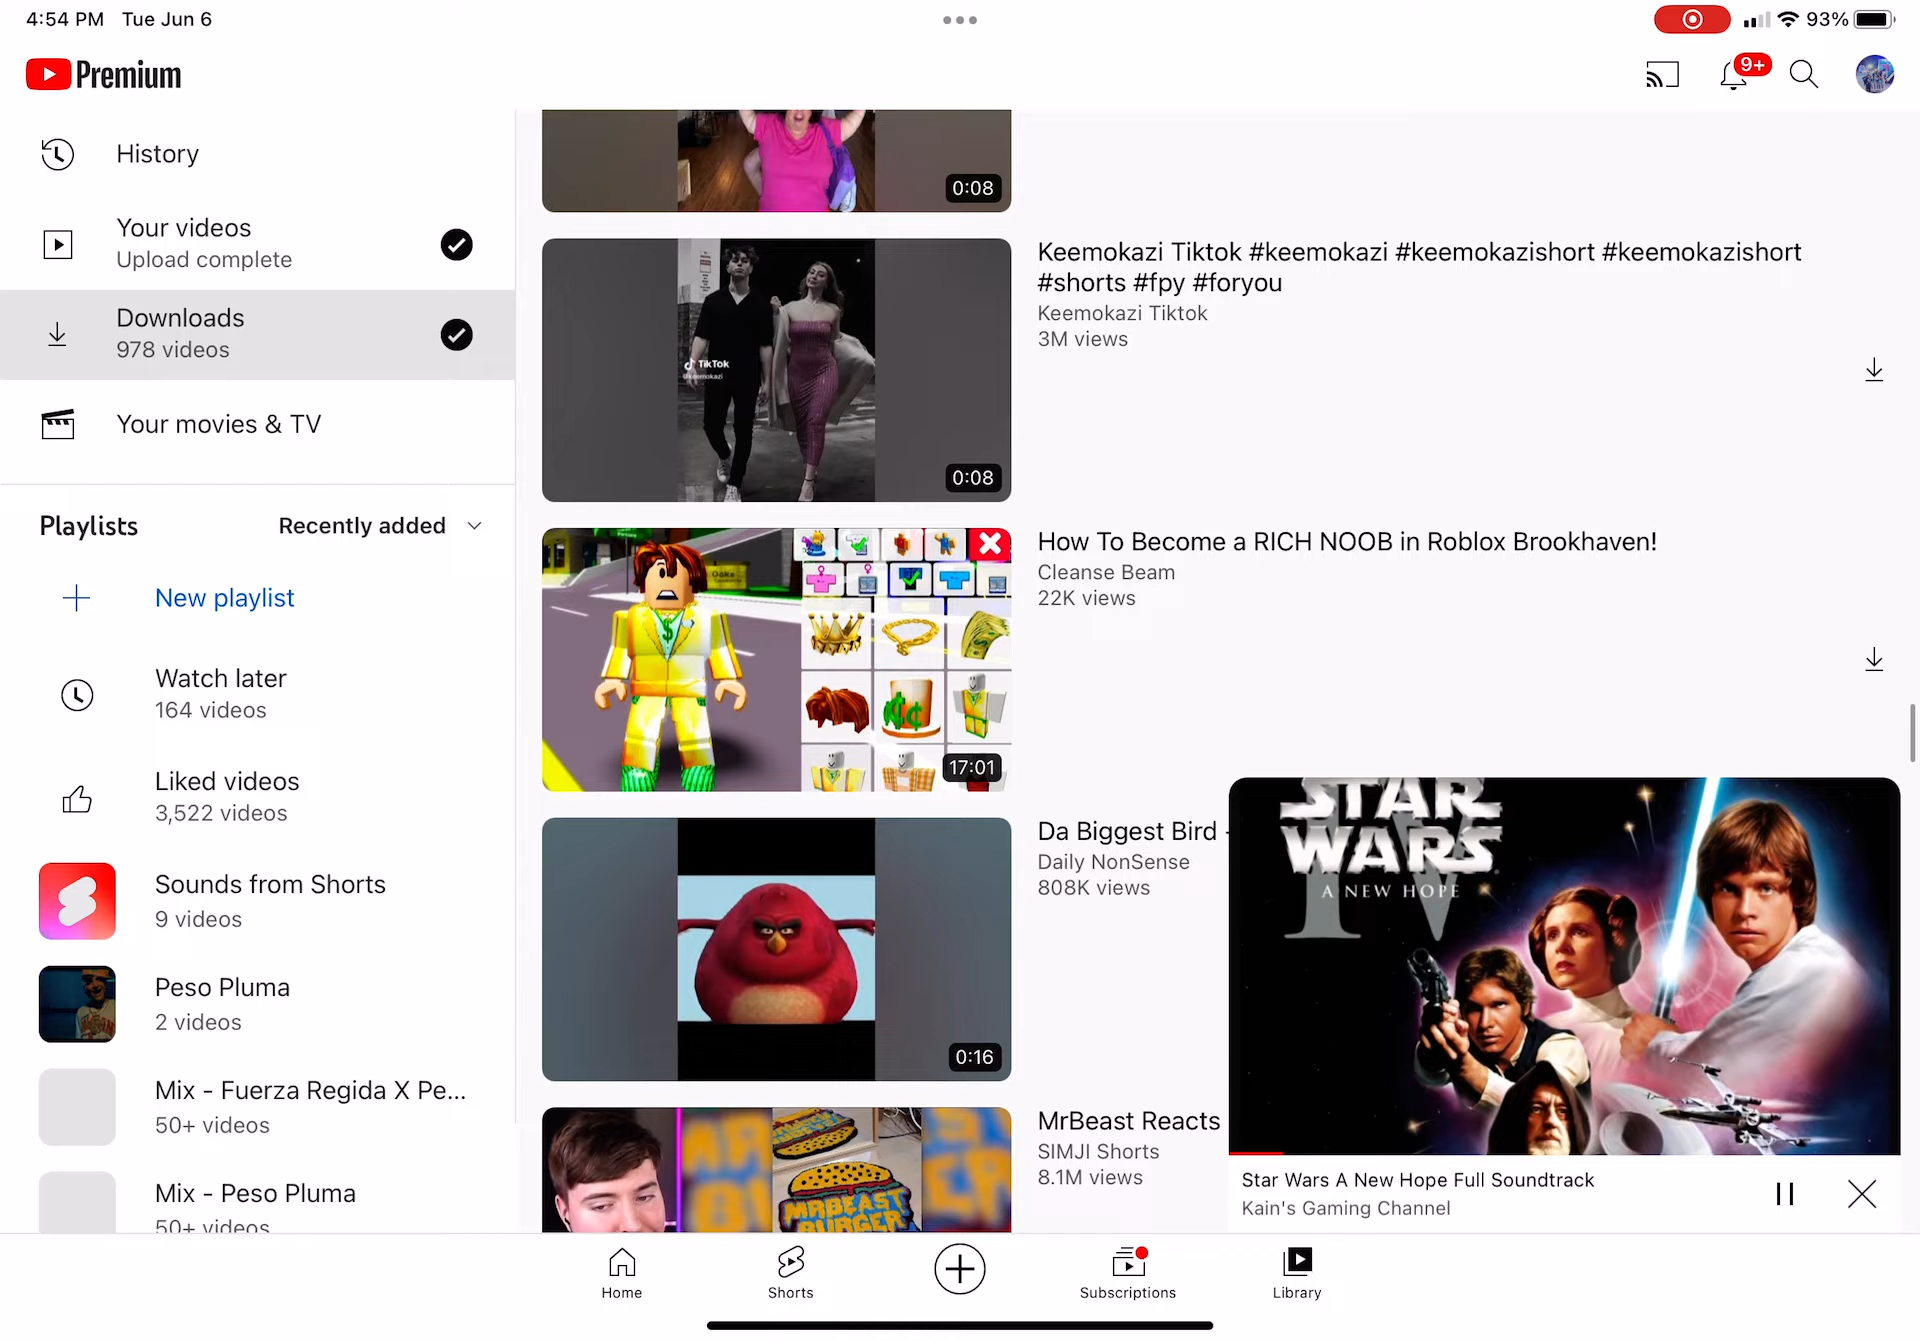 4:54 PM Tue Jun 6
93%
Premium
9+
History
Your videos
Upload complete
Downloads
978 videos
Your movies & TV
Playlists
Recently added
New playlist
Watch later
164 videos
Liked videos
3,522 videos
Sounds from Shorts
9 videos
Peso Pluma
2 videos
Mix - Fuerza Regida X Pe...
50+ videos
Mix - Peso Pluma
50+ videos
0:08
TikTok
@keemokazi
0:08
Keemokazi Tiktok #keemokazi #keemokazishort #keemokazishort
#shorts #fpy #foryou
Keemokazi Tiktok
3M views
17:01
How To Become a RICH NOOB in Roblox Brookhaven!
Cleanse Beam
22K views
0:16
Da Biggest Bird
Daily NonSense
808K views
MRBEAST
BURGER
MrBeast Reacts
SIMJI Shorts
8.1M views
STAR
WARS
IV
A NEW HOPE
Star Wars A New Hope Full Soundtrack
Kain's Gaming Channel
Home
Shorts
Subscriptions
Library